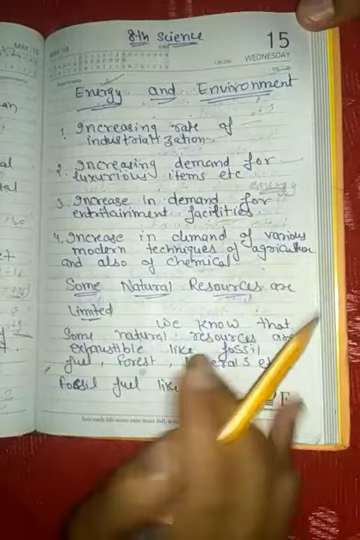 8th Science
MAY '13
15
WEDNESDAY
Energy and Environment
1. Increasing rate of
industrialization.
2. Increasing demand for
luxurious items etc
3. Increase in demand for
entertainment facilities
4. Increase in demand of various
modern techniques of
and also of chemical
Some Natural Resources are
Limited
We know that
Some natural resources are
exhaustible like fossil
fuel, Forest,
Fossil fuel like